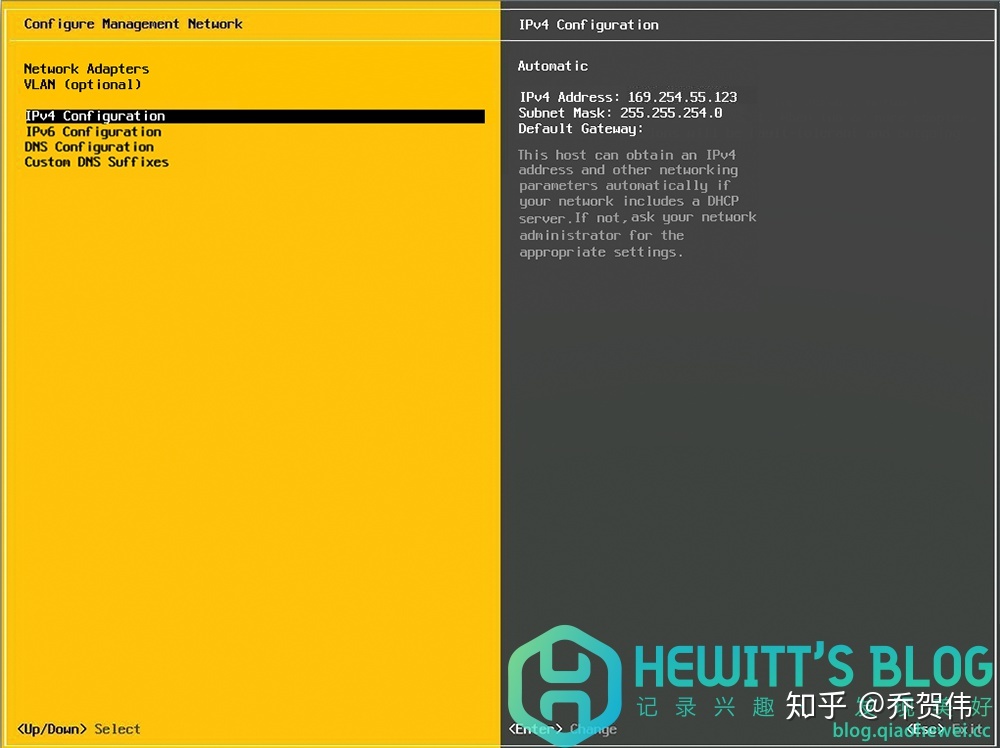 Configure Management Network
Network Adapters
VLAN (optional)
IPv4 Configuration
IPv6 Configuration
DNS Configuration
Custom DNS Suffixes
<Up/Down> Select
IPv4 Configuration
Automatic
IPv4 Address: 169.254.55.123
Subnet Mask: 255.255.254.0
Default Gateway:
This host can obtain an IPv4
address and other networking
parameters automatically if
your network includes a DHCP
server.If not,ask your network
administrator for the
appropriate settings.
HEWITT'S BLOG
记录兴趣 好
知乎 @乔贺伟
blog.qiaohewei.cc
<Enter> Change
<Esc> Exit